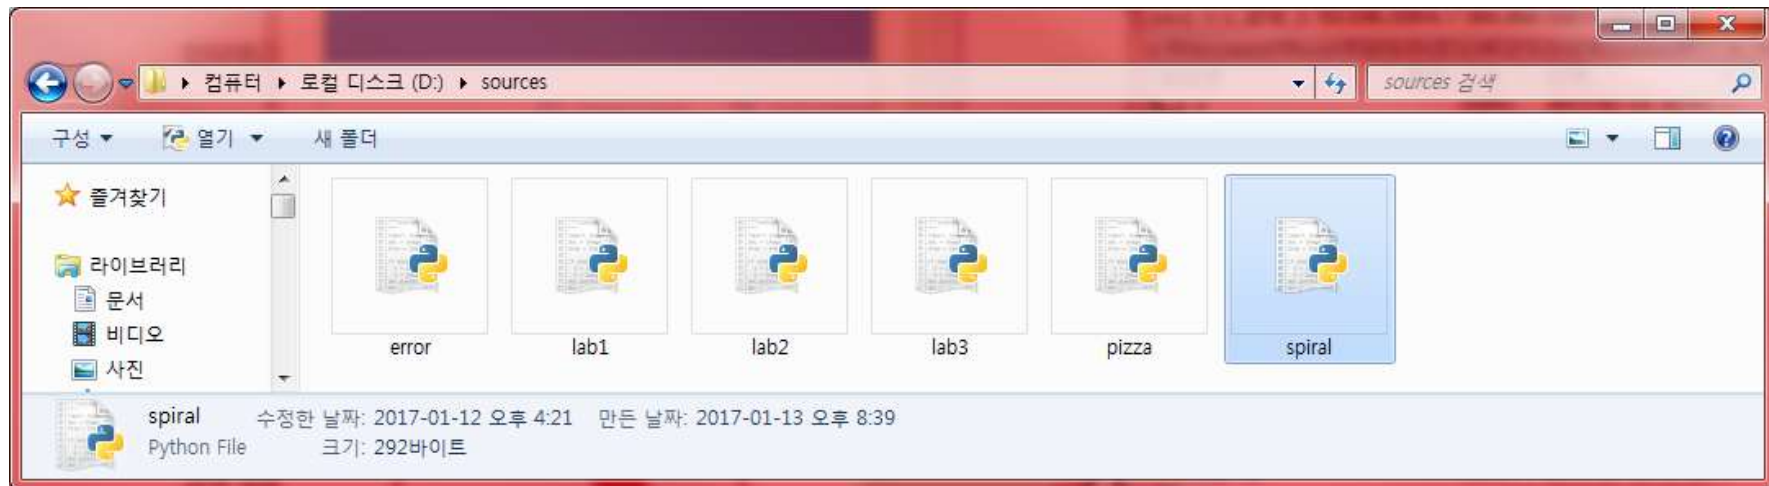 컴퓨터 ▸ 로컬 디스크 (D:) ▸ sources
sources 검색
구성 열기 새 폴더
즐겨찾기
라이브러리
문서
비디오
사진
error lab1 lab2 lab3 pizza spiral
spiral 수정한 날짜: 2017-01-12 오후 4:21 만든 날짜: 2017-01-13 오후 8:39
Python File 크기: 292바이트